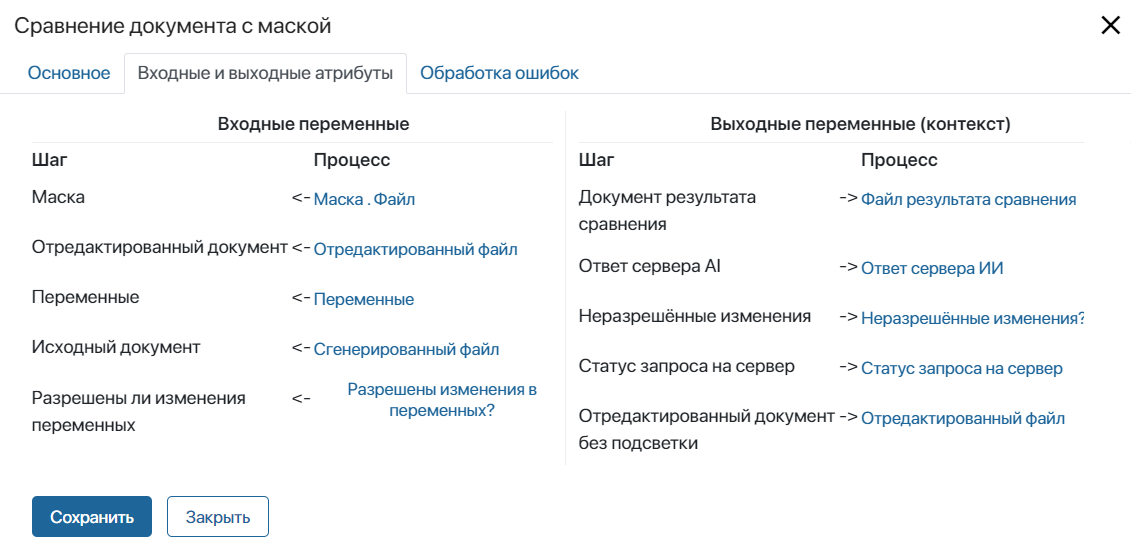 Сравнение документа с маской
Основное
Входные и выходные атрибуты
Обработка ошибок
Входные переменные
Шаг Процесс
Маска <- Маска . Файл
Отредактированный документ <- Отредактированный файл
Переменные <- Переменные
Исходный документ <- Сгенерированный файл
Разрешены ли изменения
переменных
<-
Разрешены изменения в
переменных?
Выходные переменные (контекст)
Шаг Процесс
Документ результата
сравнения
-> Файл результата сравнения
Ответ сервера AI -> Ответ сервера ИИ
Неразрешённые изменения -> Неразрешённые изменения?
Статус запроса на сервер -> Статус запроса на сервер
Отредактированный документ
без подсветки
-> Отредактированный файл
Сохранить
Закрыть